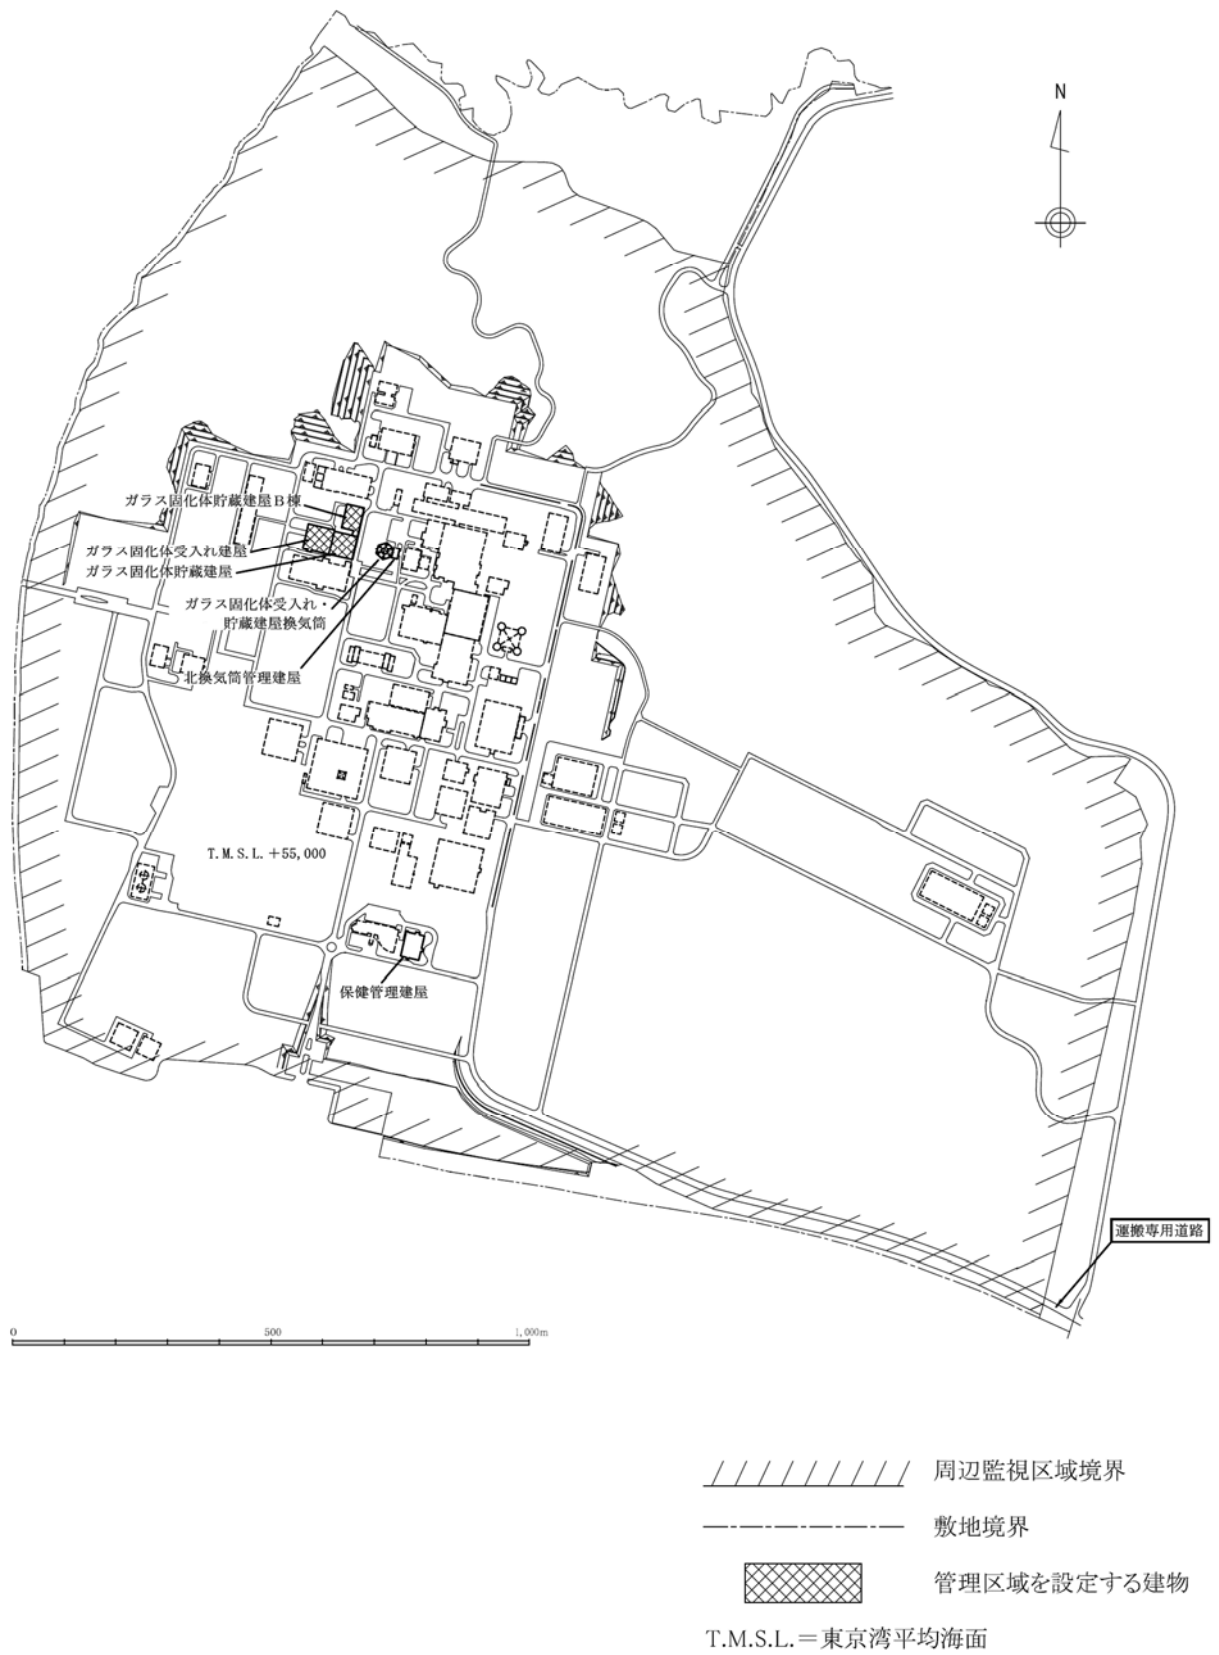 N
ガラス固化体貯蔵建屋B棟
ガラス固化体受入れ建屋
ガラス固化体貯蔵建屋
ガラス固化体受入れ・
貯蔵建屋換気筒
北換気筒管理建屋
T.M.S.L.+55,000
保健管理建屋
運搬専用道路
0 500 1,000m
周辺監視区域境界
敷地境界
管理区域を設定する建物
T.M.S.L.=東京湾平均海面